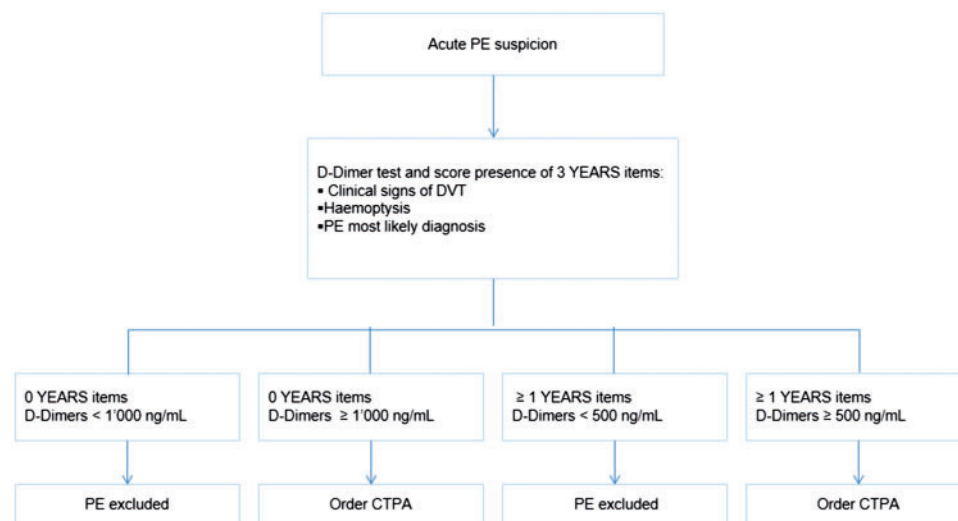 Acute PE suspicion
D-Dimer test and score presence of 3 YEARS items:
▪ Clinical signs of DVT
▪Haemoptysis
▪PE most likely diagnosis
0 YEARS items
D-Dimers < 1’000 ng/mL
0 YEARS items
D-Dimers ≥ 1’000 ng/mL
≥ 1 YEARS items
D-Dimers < 500 ng/mL
≥ 1 YEARS items
D-Dimers ≥ 500 ng/mL
PE excluded
Order CTPA
PE excluded
Order CTPA